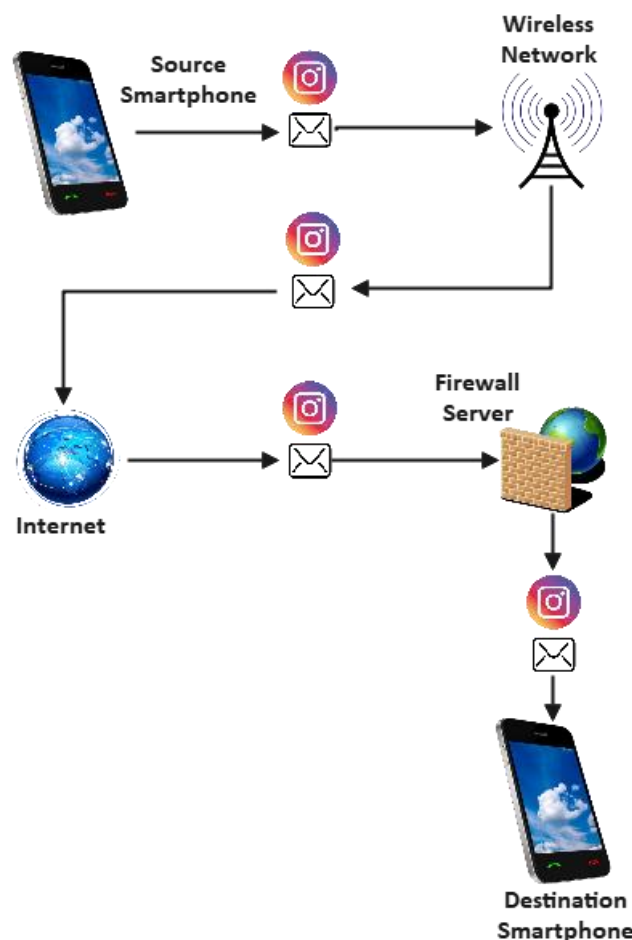 Wireless
Network
Source
Smartphone
Firewall
Server
Internet
Destination
Smartphone